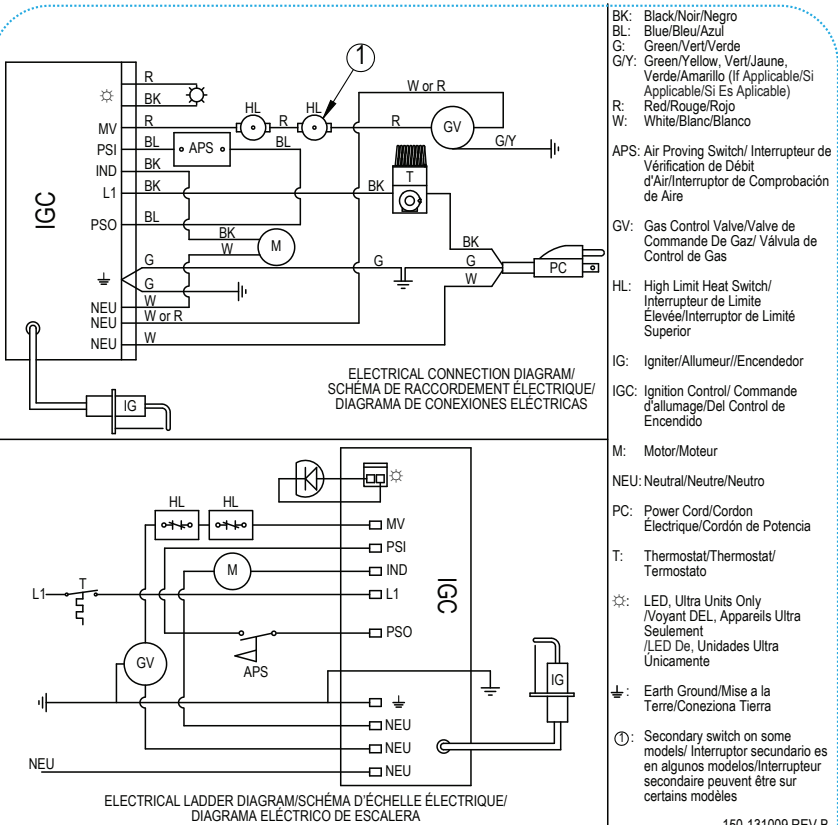 R
BK
1
W or R
HL
HL
MV
R
R
R
GV
PSI
BL
APS
BL
G/Y
IND
BK
T
L1
BK
BK
IGC
PSO
BL
BK
W
M
BK
G
G
G
PC
G
W
NEU
W
NEU
W or R
NEU
W
IG
ELECTRICAL CONNECTION DIAGRAM/
SCHÉMA DE RACCORDEMENT ÉLECTRIQUE/
DIAGRAMA DE CONEXIONES ELÉCTRICAS
HL
HL
MV
PSI
M
IND
L1
T
L1
IGC
PSO
GV
APS
IG
NEU
NEU
NEU
NEU
ELECTRICAL LADDER DIAGRAM/SCHÉMA D'ÉCHELLE ÉLECTRIQUE/
DIAGRAMA ELÉCTRICO DE ESCALERA
BK: Black/Noir/Negro
BL: Blue/Bleu/Azul
G: Green/Vert/Verde
G/Y: Green/Yellow, Vert/Jaune,
Verde/Amarillo (If Applicable/Si
Applicable/Si Es Aplicable)
R: Red/Rouge/Rojo
W: White/Blanc/Blanco
APS: Air Proving Switch/ Interrupteur de
Vérification de Débit
d'Air/Interruptor de Comprobación
de Aire
GV: Gas Control Valve/Valve de
Commande De Gaz/ Válvula de
Control de Gas
HL: High Limit Heat Switch/
Interrupteur de Limite
Élevée/Interruptor de Limité
Superior
IG: Igniter/Allumeur//Encendedor
IGC: Ignition Control/ Commande
d'allumage/Del Control de
Encendido
M: Motor/Moteur
NEU: Neutral/Neutre/Neutro
PC: Power Cord/Cordon
Électrique/Cordón de Potencia
T: Thermostat/Thermostat/
Termostato
: LED, Ultra Units Only
/Voyant DEL, Appareils Ultra
Seulement
/LED De, Unidades Ultra
Únicamente
: Earth Ground/Mise a la
Terre/Coneziona Tierra
1: Secondary switch on some
models/ Interruptor secundario es
en algunos modelos/Interrupteur
secondaire peuvent être sur
certains modèles
150-131009 REV B